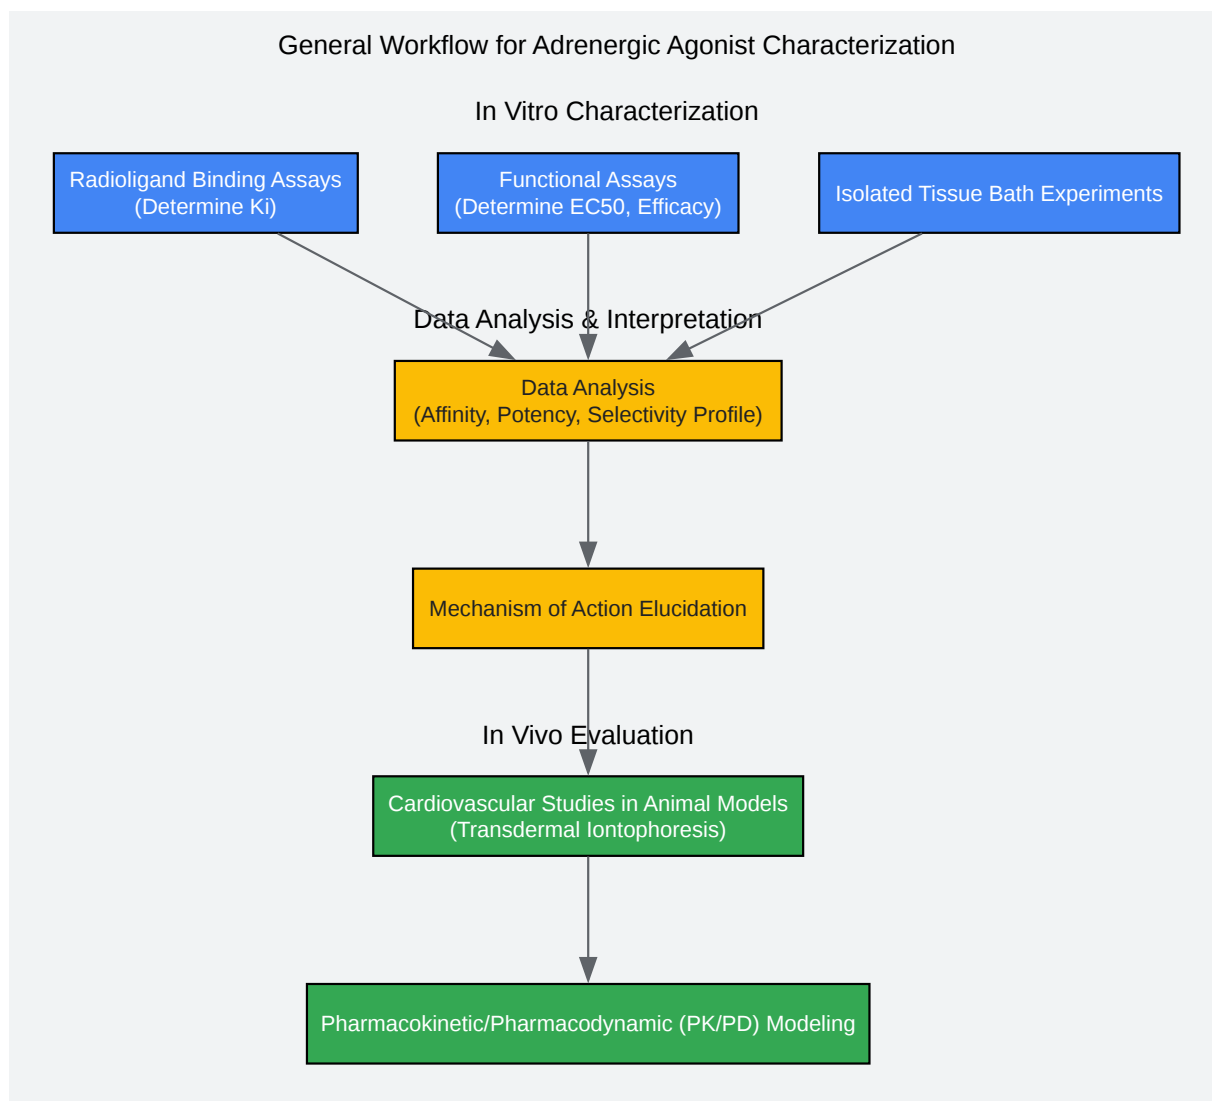 General Workflow for Adrenergic Agonist Characterization
In Vitro Characterization
Radioligand Binding Assays
(Determine Ki)
Functional Assays
(Determine EC50, Efficacy)
Isolated Tissue Bath Experiments
Data Analysis & Interpretation
Data Analysis
(Affinity, Potency, Selectivity Profile)
Mechanism of Action Elucidation
In Vivo Evaluation
Cardiovascular Studies in Animal Models
(Transdermal Iontophoresis)
Pharmacokinetic/Pharmacodynamic (PK/PD) Modeling